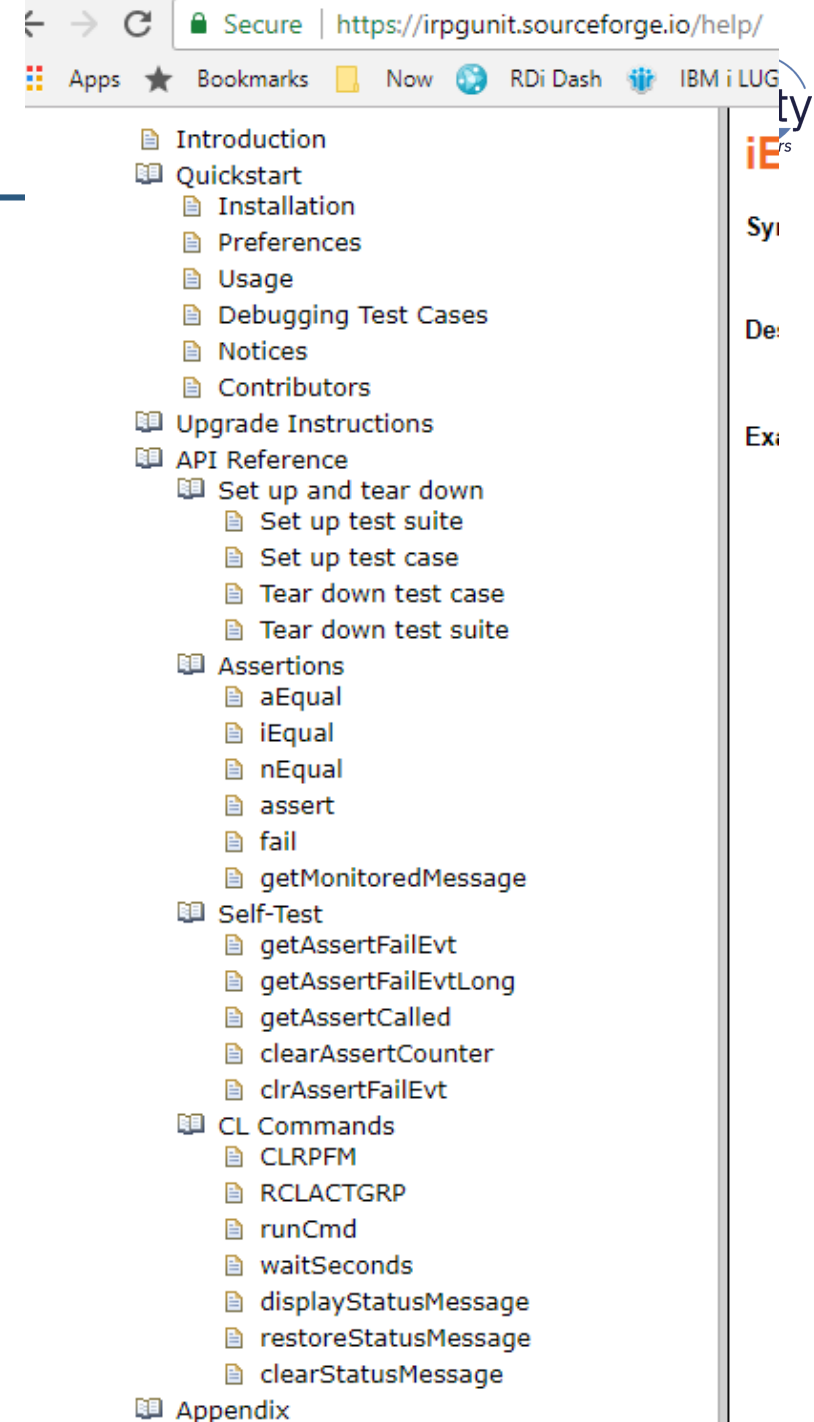 Secure | https://irpgunit.sourceforge.io/help/
Apps Bookmarks Now RDi Dash IBM i LUG
ty
rs
Introduction
Quickstart
Installation
Preferences
Usage
Debugging Test Cases
Notices
Contributors
Upgrade Instructions
API Reference
Set up and tear down
Set up test suite
Set up test case
Tear down test case
Tear down test suite
Assertions
aEqual
iEqual
nEqual
assert
fail
getMonitoredMessage
Self-Test
getAssertFailEvt
getAssertFailEvtLong
getAssertCalled
clearAssertCounter
clrAssertFailEvt
CL Commands
CLRPFM
RCLACTGRP
runCmd
waitSeconds
displayStatusMessage
restoreStatusMessage
clearStatusMessage
Appendix
iE